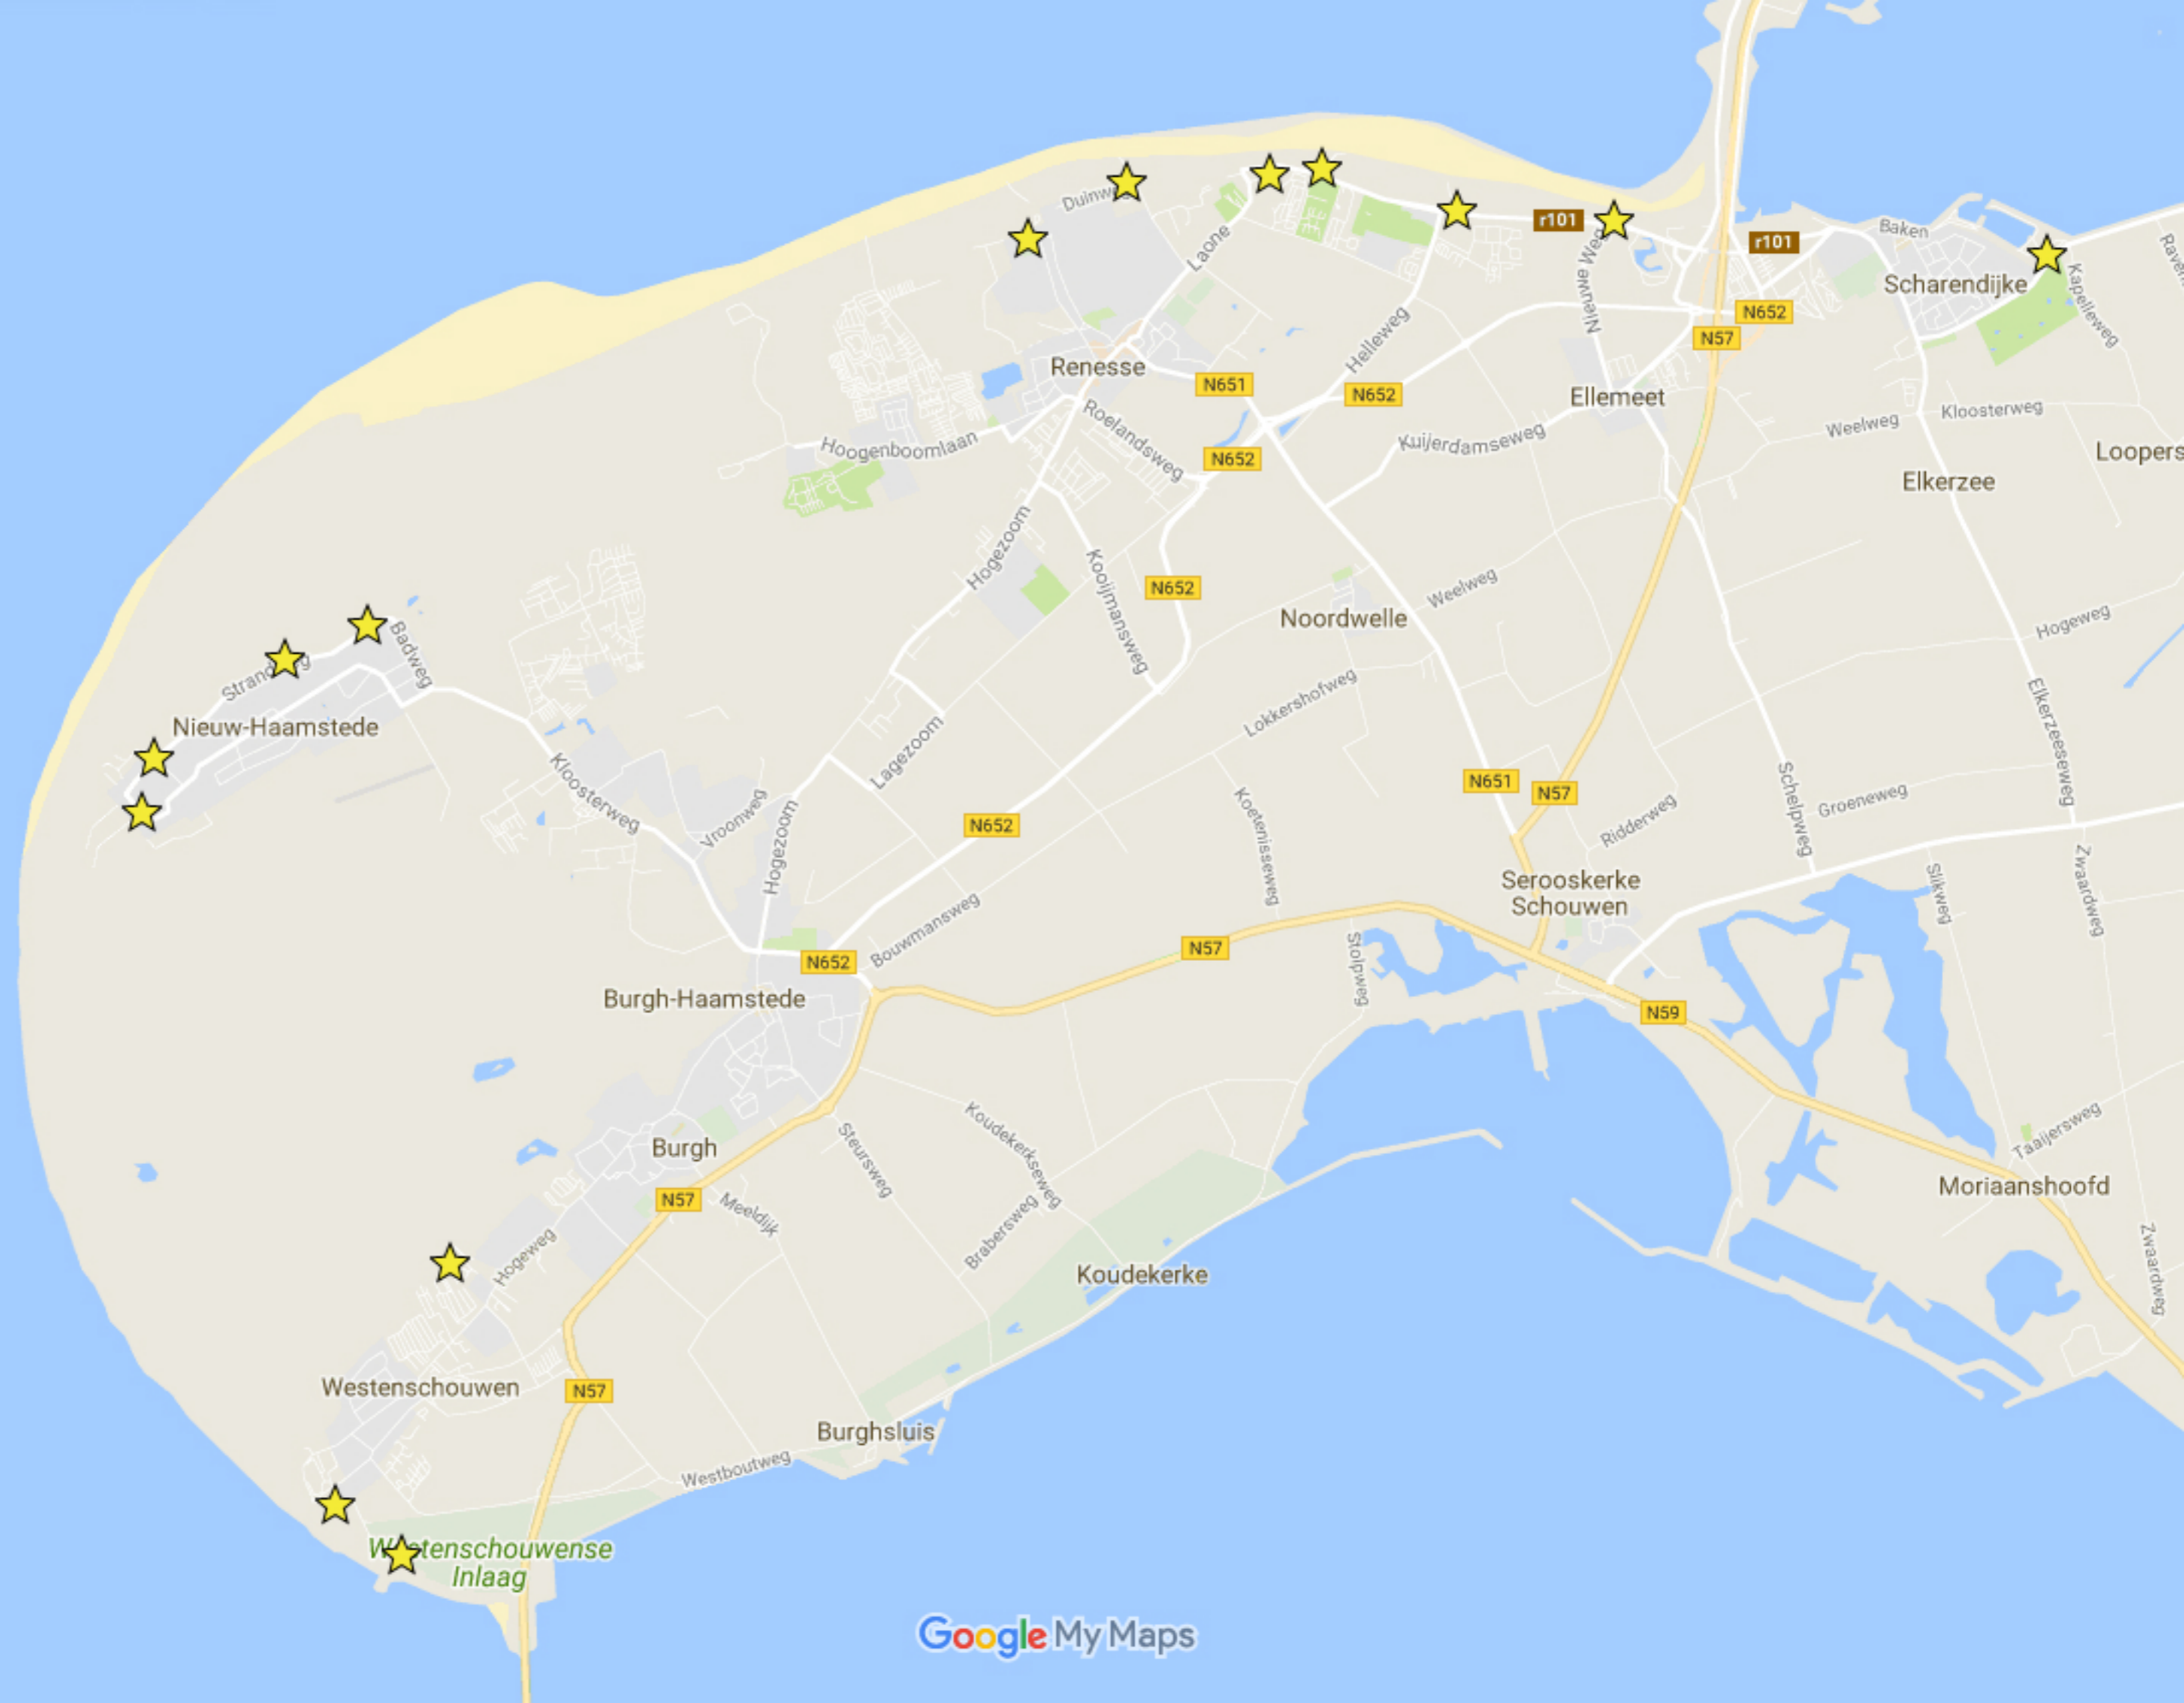 Duinw
r101
r101
Baken
Laone
Nieuwe Weg
Scharendijke
Kapelleweg
N652
N57
Helleweg
Renesse
N651
N652
Ellemeet
Roelandsweg
Kloosterweg
Weelweg
Kuijerdamseweg
Hoogenboomlaan
N652
Loopers
Elkerzee
Hogezoom
Kooijmansweg
N652
Weelweg
Noordwelle
Hogeweg
Badweg
Nieuw-Haamstede
Lokkershofweg
Elkerzeeseweg
Lagezoom
Kloosterweg
Vroonweg
Hogezoom
N652
Koetenisseweg
N651
N57
Ridderweg
Schelpweg
Groeneweg
Zwaardweg
Slikweg
Serooskerke
Schouwen
Bouwmansweg
N57
Stolpweg
N652
Burgh-Haamstede
N59
Koudekerkseweg
Taaijersweg
Burgh
Steursweg
Moriaanshoofd
N57
Meeldijk
Brabersweg
Hogeweg
Koudekerke
Zwaardweg
Westenschouwen
N57
Burghsluis
Westboutweg
Westenschouwense
Inlaag
Google My Maps